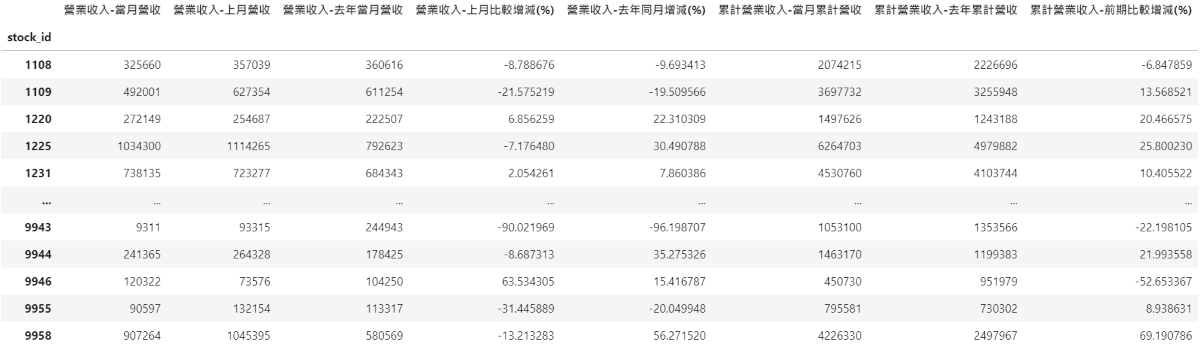 營業收入-當月營收 營業收入-上月營收 營業收入-去年當月營收 營業收入-上月比較增減(%) 營業收入-去年同月增減(%) 累計營業收入-當月累計營收 累計營業收入-去年累計營收 累計營業收入-前期比較增減(%)
stock_id
1108 325660 357039 360616 -8.788676 -9.693413 2074215 2226696 -6.847859
1109 492001 627354 611254 -21.575219 -19.509566 3697732 3255948 13.568521
1220 272149 254687 222507 6.856259 22.310309 1497626 1243188 20.466575
1225 1034300 1114265 792623 -7.176480 30.490788 6264703 4979882 25.800230
1231 738135 723277 684343 2.054261 7.860386 4530760 4103744 10.405522
... ... ... ... ... ... ... ... ...
9943 9311 93315 244943 -90.021969 -96.198707 1053100 1353566 -22.198105
9944 241365 264328 178425 -8.687313 35.275326 1463170 1199383 21.993558
9946 120322 73576 104250 63.534305 15.416787 450730 951979 -52.653367
9955 90597 132154 113317 -31.445889 -20.049948 795581 730302 8.938631
9958 907264 1045395 580569 -13.213283 56.271520 4226330 2497967 69.190786